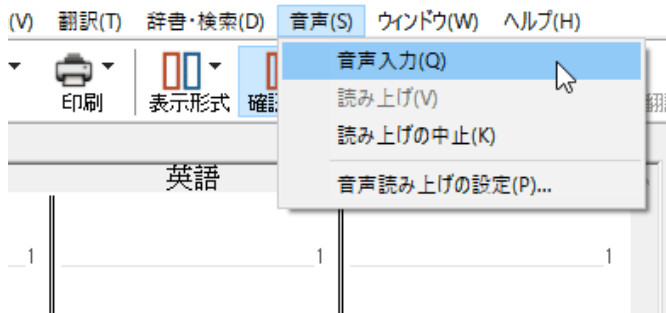 (V) 翻訳(T) 辞書・検索(D) 音声(S) ウィンドウ(W) ヘルプ(H)
印刷 表示形式
音声入力(Q)
読み上げ(V)
読み上げの中止(K)
音声読み上げの設定(P)...
英語
1 1 1